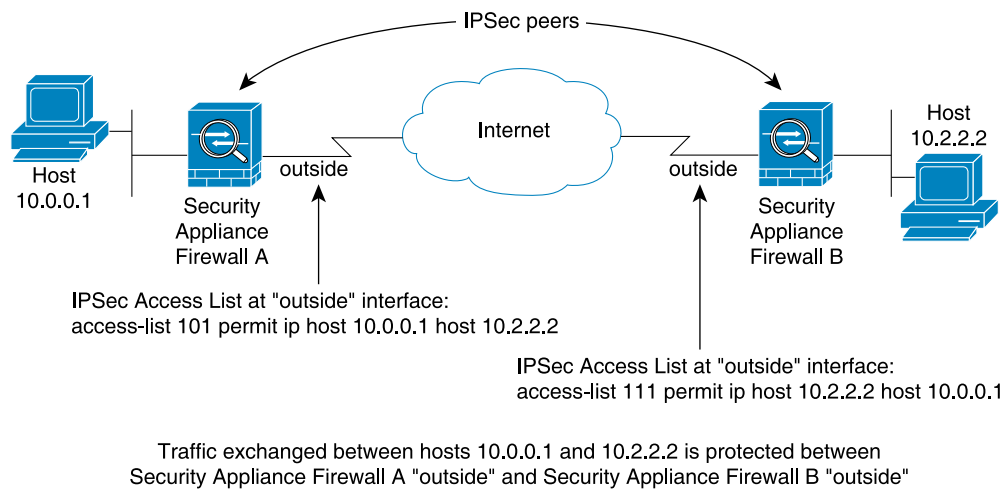 IPSec peers
Internet
Host
10.0.0.1
Security
Appliance
Firewall A
outside
outside
Security
Appliance
Firewall B
Host
10.2.2.2
IPSec Access List at "outside" interface:
access-list 101 permit ip host 10.0.0.1 host 10.2.2.2
IPSec Access List at "outside" interface:
access-list 111 permit ip host 10.2.2.2 host 10.0.0.1
Traffic exchanged between hosts 10.0.0.1 and 10.2.2.2 is protected between
Security Appliance Firewall A "outside" and Security Appliance Firewall B "outside"